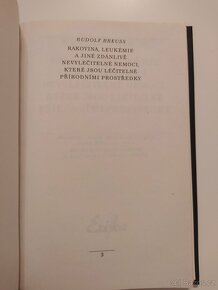 RUDOLF BREUSS
RAKOVINA, LEUKÉMIE
A JINÉ ZDÁNLIVĚ
NEVYLÉČITELNÉ NEMOCI,
KTERÉ JSOU LÉČITELNÉ
PŘÍRODNÍMI PROSTŘEDKY
3